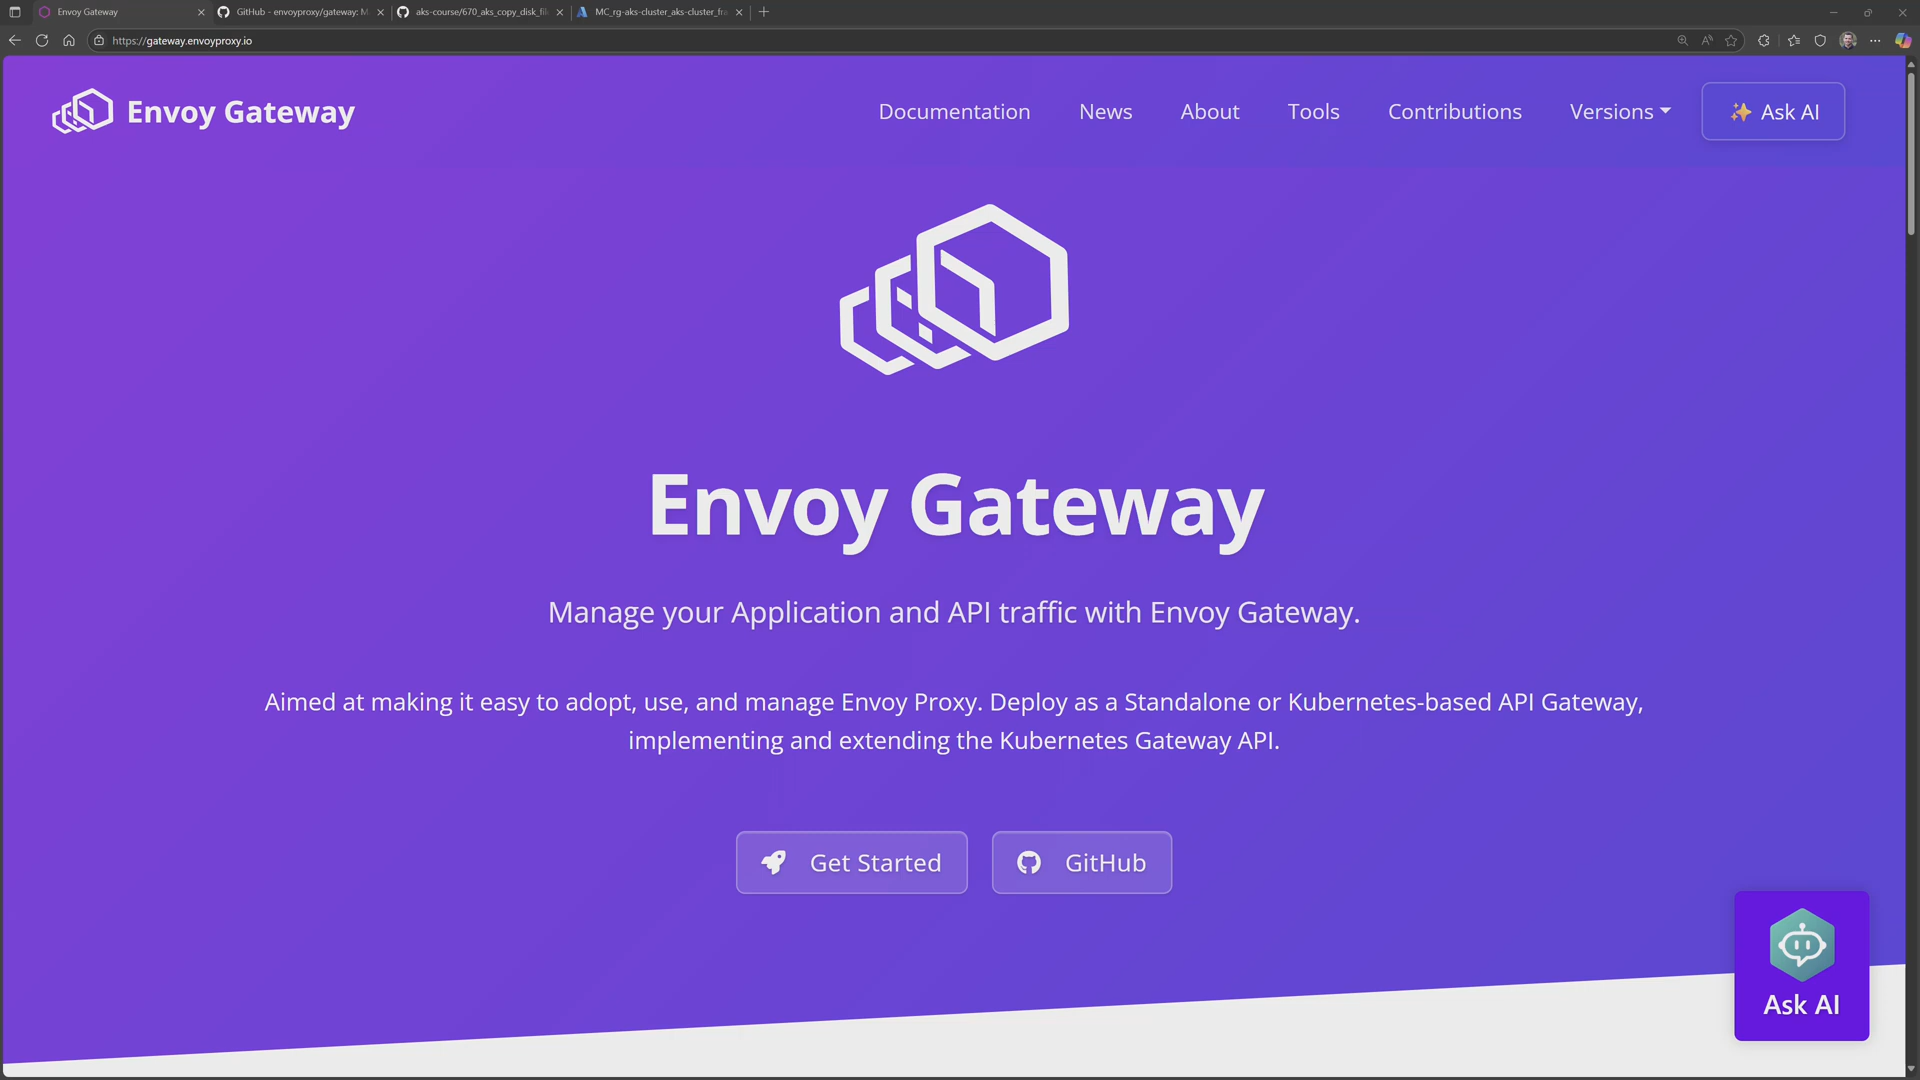 Envoy Gateway
GitHub - envoyproxy/gateway: M
aks-course/670_aks_copy_disk_fil
MC_rg-aks-cluster_aks-cluster_fra
https://gateway.envoyproxy.io
Envoy Gateway
Documentation
News
About
Tools
Contributions
Versions
Ask AI
Envoy Gateway
Manage your Application and API traffic with Envoy Gateway.
Aimed at making it easy to adopt, use, and manage Envoy Proxy. Deploy as a Standalone or Kubernetes-based API Gateway,
implementing and extending the Kubernetes Gateway API.
Get Started
GitHub
Ask AI